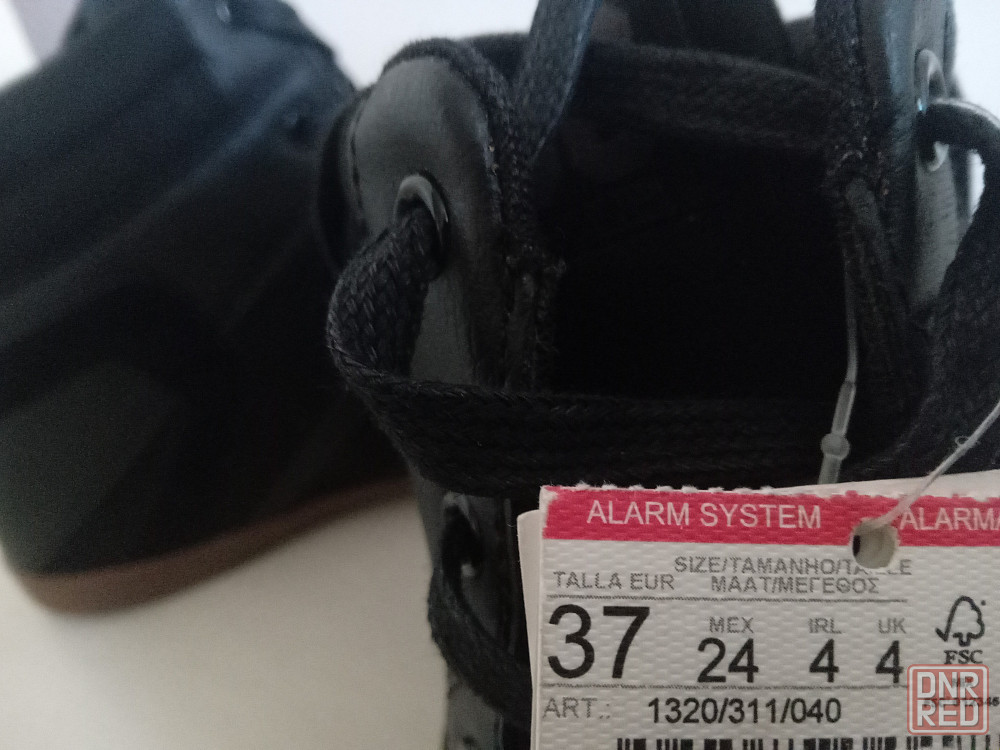 ALARM SYSTEM ALARMA
SIZE/TAMANHO/TAILLE
TALLA EUR MAAT/ΜΕΓΕΘΟΣ
MEX IRL UK
37 24 4 4
FSC
ART.: 1320/311/040
DNR
RED